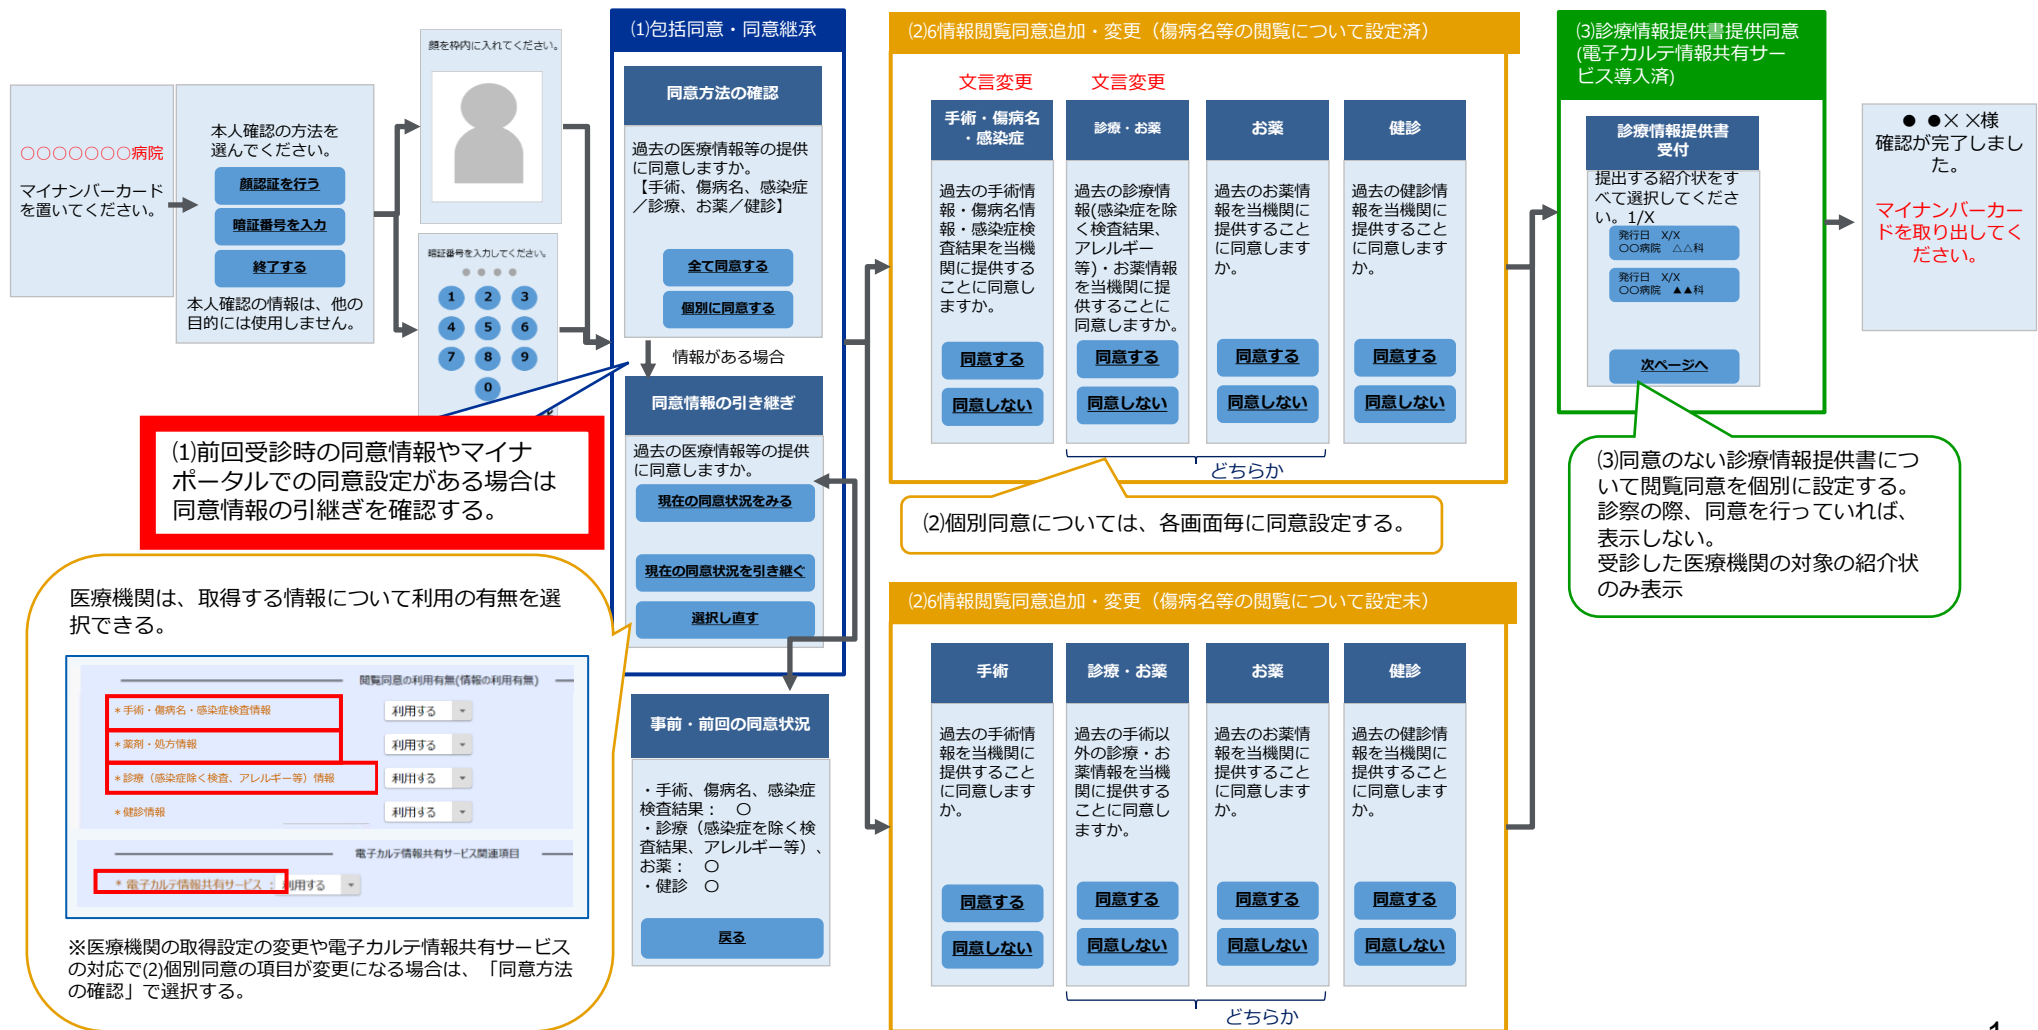 ○○○○○○○病院
マイナンバーカード
を置いてください。
本人確認の方法を
選んでください。
顔認証を行う
暗証番号を入力
終了する
本人確認の情報は、他の
目的には使用しません。
顔を枠内に入れてください。
暗証番号を入力してください。
1 2 3
4 5 6
7 8 9
0
⑴包括同意・同意継承
同意方法の確認
過去の医療情報等の提供
に同意しますか。
【手術、傷病名、感染症
／診療、お薬／健診】
全て同意する
個別に同意する
情報がある場合
同意情報の引き継ぎ
過去の医療情報等の提供
に同意しますか。
現在の同意状況をみる
現在の同意状況を引き継ぐ
選択し直す
⑴前回受診時の同意情報やマイナ
ポータルでの同意設定がある場合は
同意情報の引継ぎを確認する。
医療機関は、取得する情報について利用の有無を選
択できる。
閲覧同意の利用有無(情報の利用有無)
＊手術・傷病名・感染症検査情報 利用する
＊薬剤・処方情報 利用する
＊診療（感染症除く検査、アレルギー等）情報 利用する
＊健診情報 利用する
電子カルテ情報共有サービス関連項目
＊ 電子カルテ情報共有サービス : 利用する
※医療機関の取得設定の変更や電子カルテ情報共有サービス
の対応で(2)個別同意の項目が変更になる場合は、「同意方法
の確認」で選択する。
事前・前回の同意状況
・手術、傷病名、感染症
検査結果： 〇
・診療（感染症を除く検
査結果、アレルギー等）、
お薬： 〇
・健診 〇
戻る
⑵6情報閲覧同意追加・変更（傷病名等の閲覧について設定済）
文言変更
文言変更
手術・傷病名
・感染症
過去の手術情
報・傷病名情
報・感染症検
査結果を当機
関に提供する
ことに同意し
ますか。
同意する
同意しない
診療・お薬
過去の診療情
報(感染症を除
く検査結果、
アレルギー
等)・お薬情報
を当機関に提
供することに
同意しますか。
同意する
同意しない
お薬
過去のお薬情
報を当機関に
提供すること
に同意します
か。
同意する
同意しない
健診
過去の健診情
報を当機関に
提供すること
に同意します
か。
同意する
同意しない
どちらか
⑵個別同意については、各画面毎に同意設定する。
⑵6情報閲覧同意追加・変更（傷病名等の閲覧について設定未）
手術
過去の手術情
報を当機関に
提供すること
に同意します
か。
同意する
同意しない
診療・お薬
過去の手術以
外の診療・お
薬情報を当機
関に提供する
ことに同意し
ますか。
同意する
同意しない
お薬
過去のお薬情
報を当機関に
提供すること
に同意します
か。
同意する
同意しない
健診
過去の健診情
報を当機関に
提供すること
に同意します
か。
同意する
同意しない
どちらか
⑶診療情報提供書提供同意
(電子カルテ情報共有サー
ビス導入済)
診療情報提供書
受付
提出する紹介状をす
べて選択してくださ
い。1/X
発行日 X/X
〇〇病院 △△科
発行日 X/X
〇〇病院 ▲▲科
次ページへ
⑶同意のない診療情報提供書につ
いて閲覧同意を個別に設定する。
診察の際、同意を行っていれば、
表示しない。
受診した医療機関の対象の紹介状
のみ表示
● ●× ×様
確認が完了しまし
た。
マイナンバーカー
ドを取り出してく
ださい。